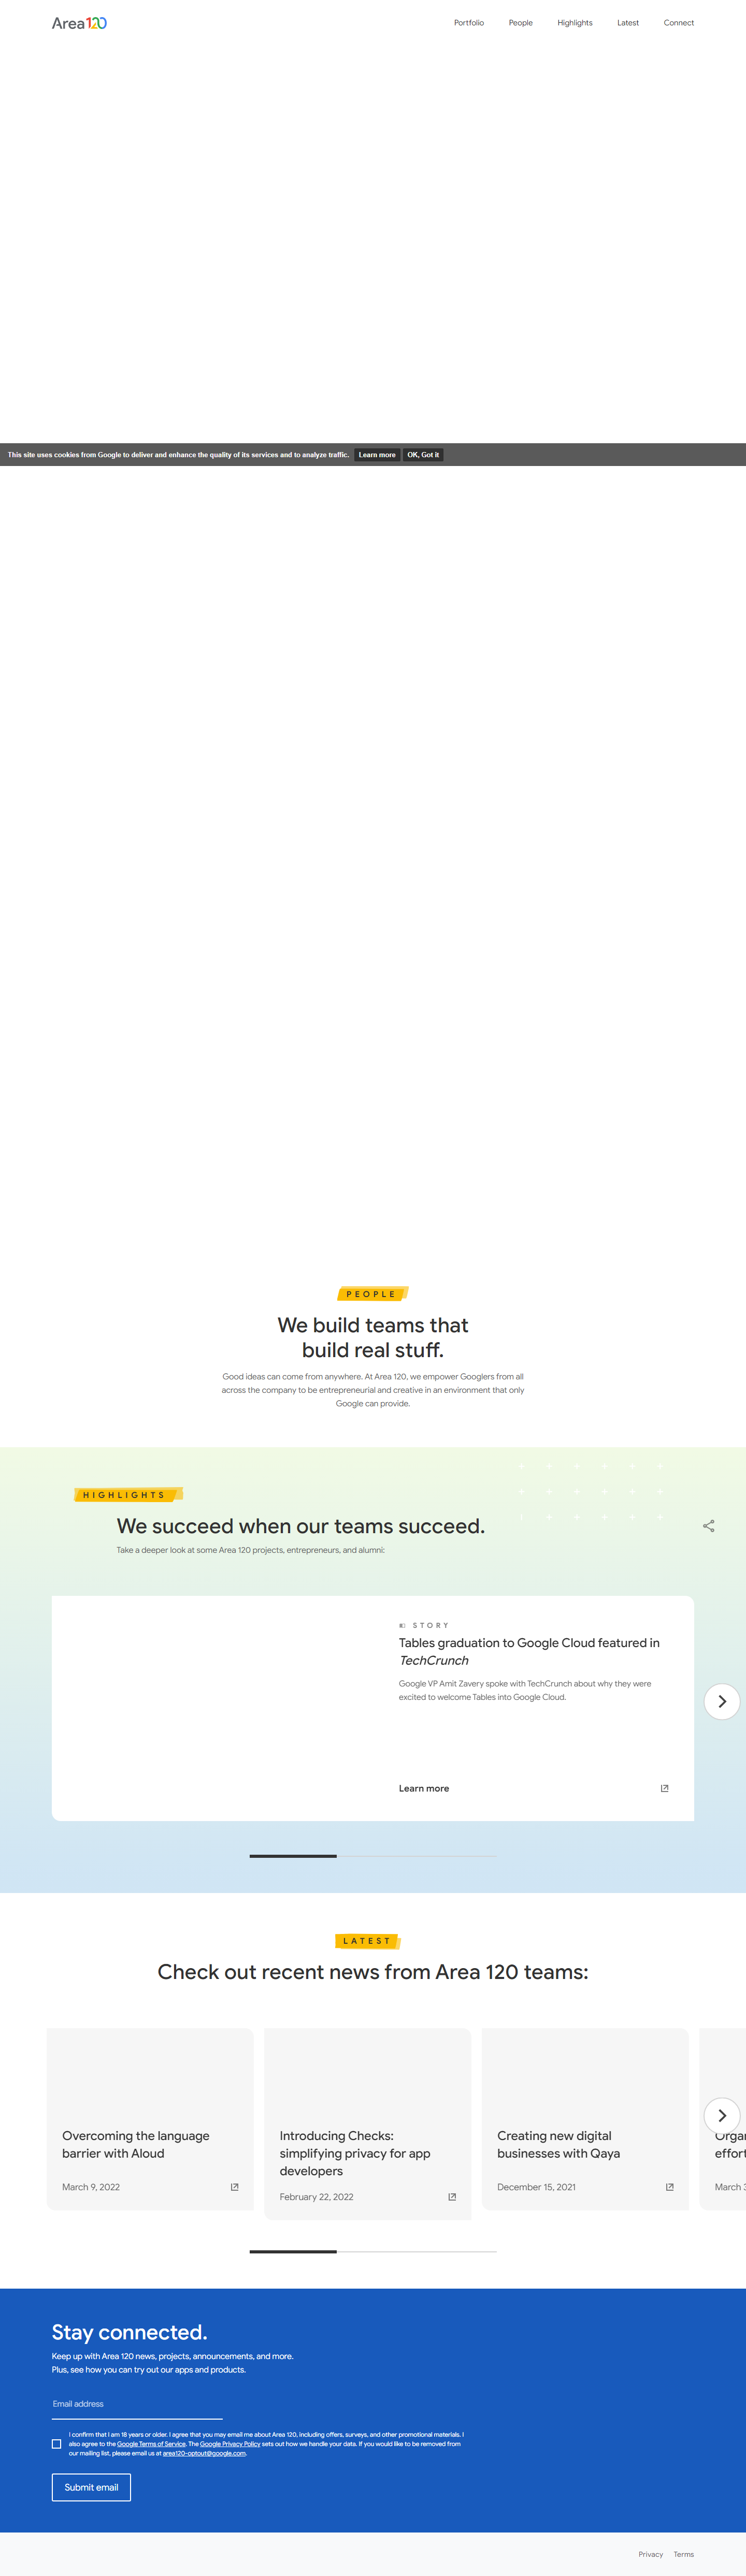 Area 120
Portfolio People Highlights Latest Connect
This site uses cookies from Google to deliver and enhance the quality of its services and to analyze traffic. Learn more OK, Got it
PEOPLE
We build teams that
build real stuff.
Good ideas can come from anywhere. At Area 120, we empower Googlers from all
across the company to be entrepreneurial and creative in an environment that only
Google can provide.
HIGHLIGHTS
We succeed when our teams succeed.
Take a deeper look at some Area 120 projects, entrepreneurs, and alumni:
STORY
Tables graduation to Google Cloud featured in
TechCrunch
Google VP Amit Zavery spoke with TechCrunch about why they were
excited to welcome Tables into Google Cloud.
Learn more
LATEST
Check out recent news from Area 120 teams:
Overcoming the language
barrier with Aloud
March 9, 2022
Introducing Checks:
simplifying privacy for app
developers
February 22, 2022
Creating new digital
businesses with Qaya
December 15, 2021
Stay connected.
Keep up with Area 120 news, projects, announcements, and more.
Plus, see how you can try out our apps and products.
Email address
I confirm that I am 18 years or older. I agree that you may email me about Area 120, including offers, surveys, and other promotional materials. I
also agree to the Google Terms of Service. The Google Privacy Policy sets out how we handle your data. If you would like to be removed from
our mailing list, please email us at area120-optout@google.com.
Submit email
Privacy Terms